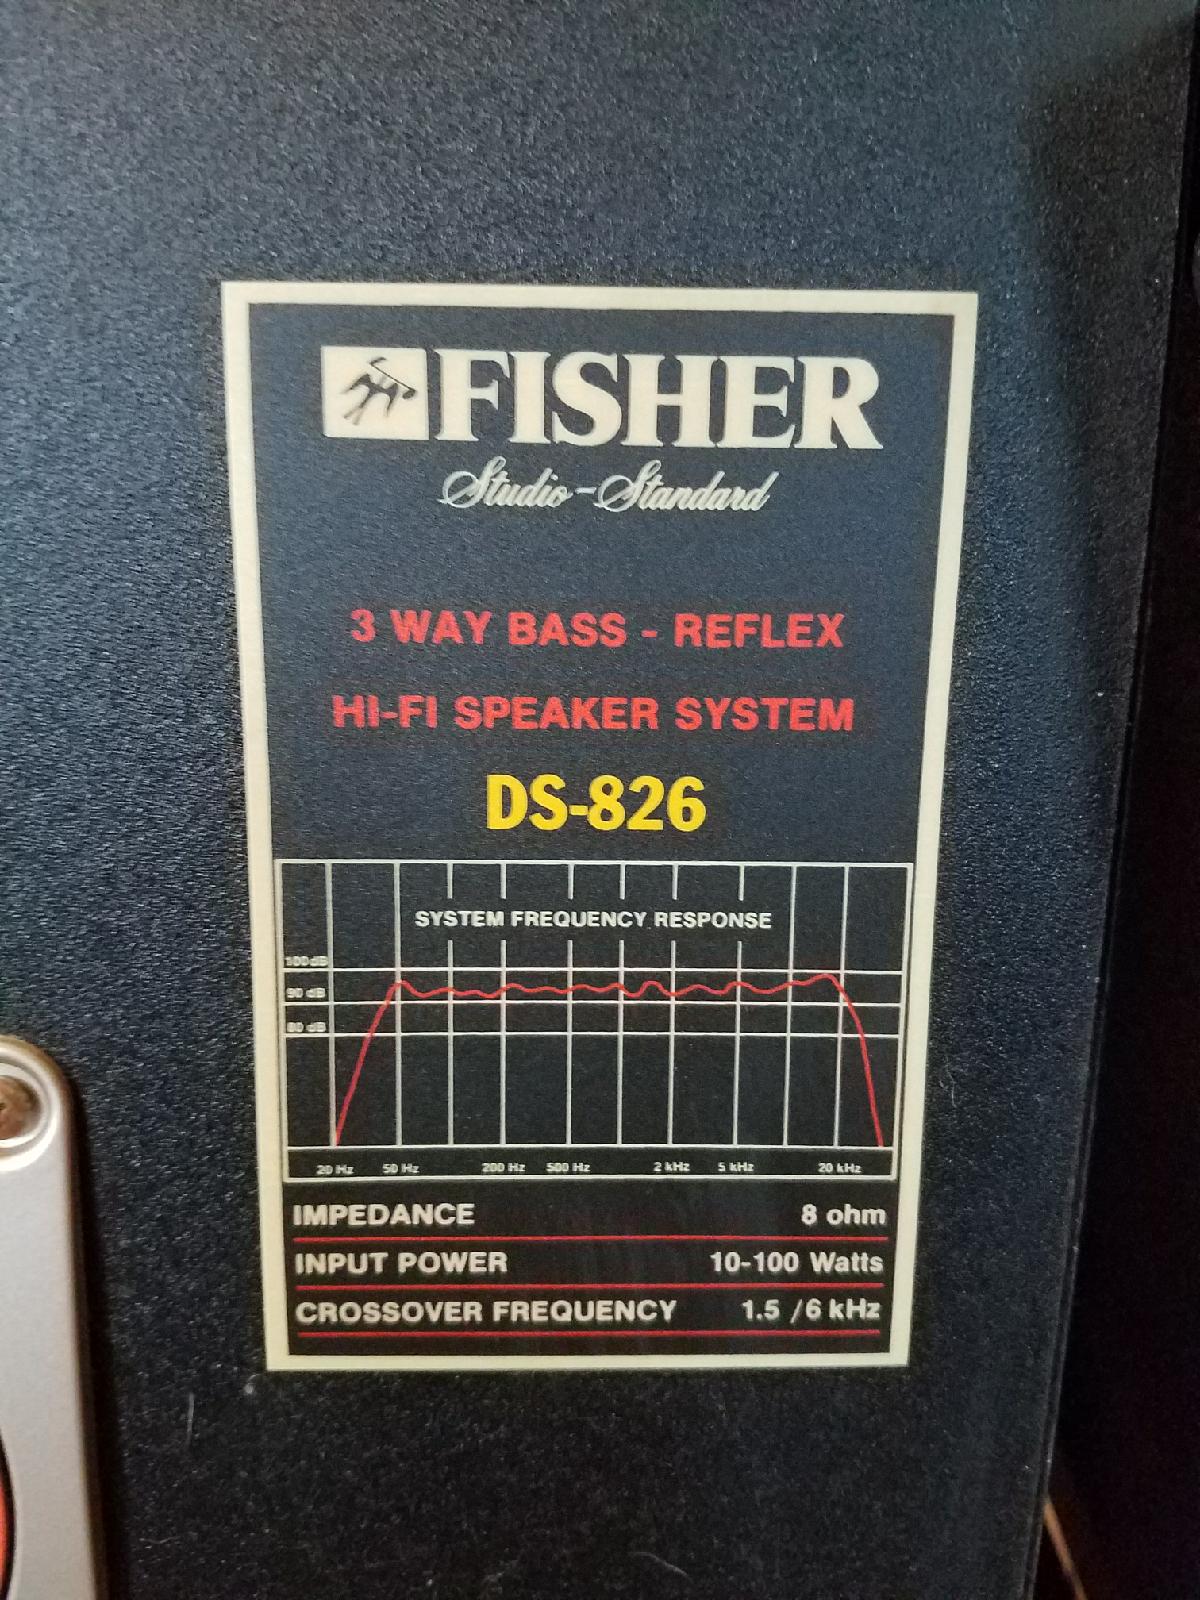 FISHER
Studio-Standard
3 WAY BASS - REFLEX
HI-FI SPEAKER SYSTEM
DS-826
SYSTEM FREQUENCY RESPONSE
100 dB
90 dB
80 dB
20 Hz 50 Hz 200 Hz 500 Hz 2 kHz 5 kHz 20 kHz
IMPEDANCE 8 ohm
INPUT POWER 10-100 Watts
CROSSOVER FREQUENCY 1.5 /6 kHz